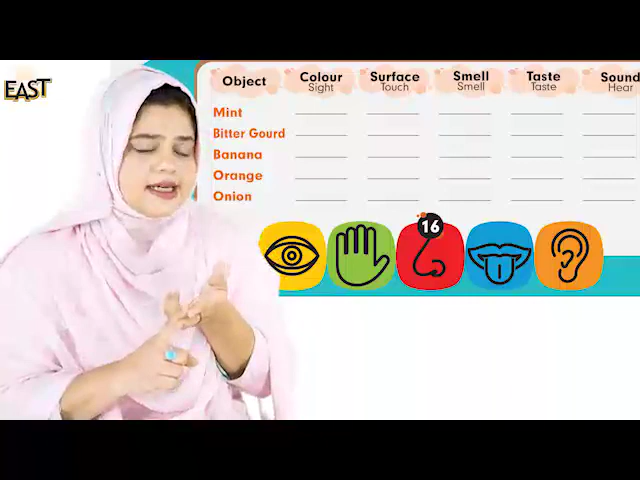 EAST
Object Colour Surface Smell Taste Sound
Sight Touch Smell Taste Hear
Mint
Bitter Gourd
Banana
Orange
Onion
16